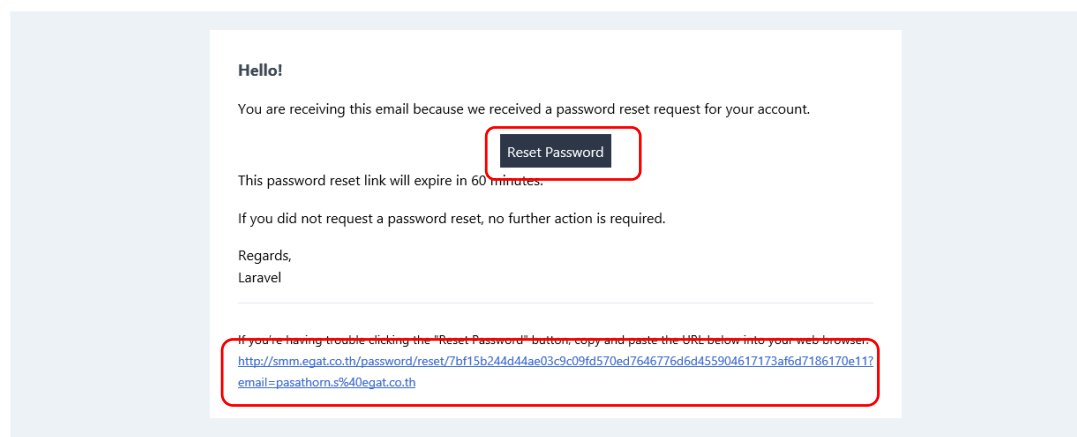 Hello!
You are receiving this email because we received a password reset request for your account.
Reset Password
This password reset link will expire in 60 minutes.
If you did not request a password reset, no further action is required.
Regards,
Laravel
If you're having trouble clicking the "Reset Password" button, copy and paste the URL below into your web browser:
http://smm.egat.co.th/password/reset/7bf15b244d44ae03c9c09fd570ed7646776d6d455904617173af6d7186170e11?
email=pasathorn.s%40egat.co.th